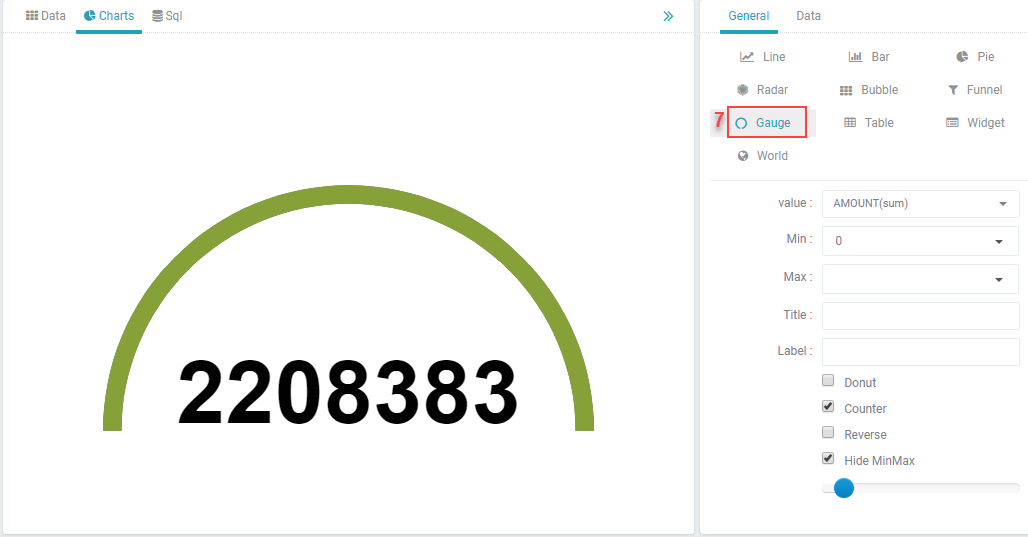 Data Charts Sql
2208383
General Data
Line Bar Pie
Radar Bubble Funnel
7 Gauge Table Widget
World
value : AMOUNT(sum)
Min : 0
Max :
Title :
Label :
Donut
Counter
Reverse
Hide MinMax